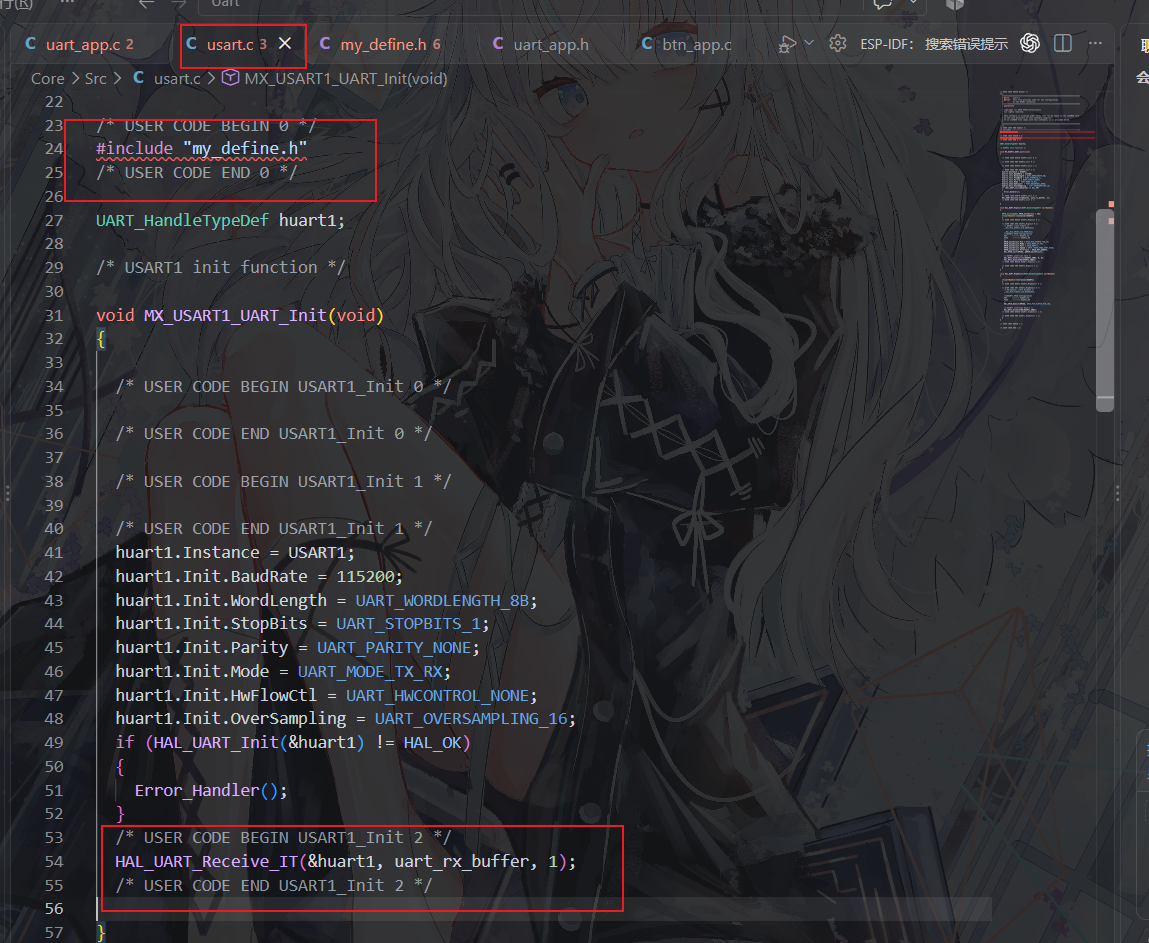 行(R) ···
uart_app.c 2 usart.c 3 my_define.h 6 uart_app.h btn_app.c ESP-IDF: 搜索错误提示
Core > Src > C usart.c > MX_USART1_UART_Init(void)
22
23 /* USER CODE BEGIN 0 */
24 #include "my_define.h"
25 /* USER CODE END 0 */
26
27 UART_HandleTypeDef huart1;
28
29 /* USART1 init function */
30
31 void MX_USART1_UART_Init(void)
32 {
33
34 /* USER CODE BEGIN USART1_Init 0 */
35
36 /* USER CODE END USART1_Init 0 */
37
38 /* USER CODE BEGIN USART1_Init 1 */
39
40 /* USER CODE END USART1_Init 1 */
41 huart1.Instance = USART1;
42 huart1.Init.BaudRate = 115200;
43 huart1.Init.WordLength = UART_WORDLENGTH_8B;
44 huart1.Init.StopBits = UART_STOPBITS_1;
45 huart1.Init.Parity = UART_PARITY_NONE;
46 huart1.Init.Mode = UART_MODE_TX_RX;
47 huart1.Init.HwFlowCtl = UART_HWCONTROL_NONE;
48 huart1.Init.OverSampling = UART_OVERSAMPLING_16;
49 if (HAL_UART_Init(&huart1) != HAL_OK)
50 {
51 Error_Handler();
52 }
53 /* USER CODE BEGIN USART1_Init 2 */
54 HAL_UART_Receive_IT(&huart1, uart_rx_buffer, 1);
55 /* USER CODE END USART1_Init 2 */
56
57 }